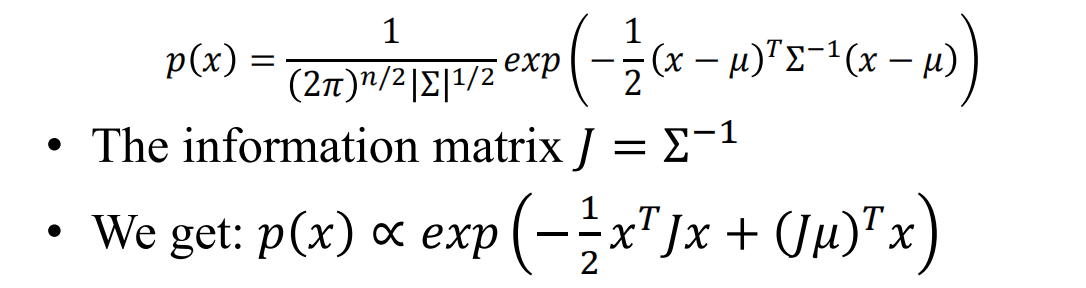 p(x) = 1 / ((2π)^{n/2}|Σ|^{1/2}) exp(−1/2 (x − μ)^T Σ^{−1}(x − μ))
• The information matrix J = Σ^{−1}
• We get: p(x) ∝ exp(−1/2 x^T Jx + (Jμ)^T x)